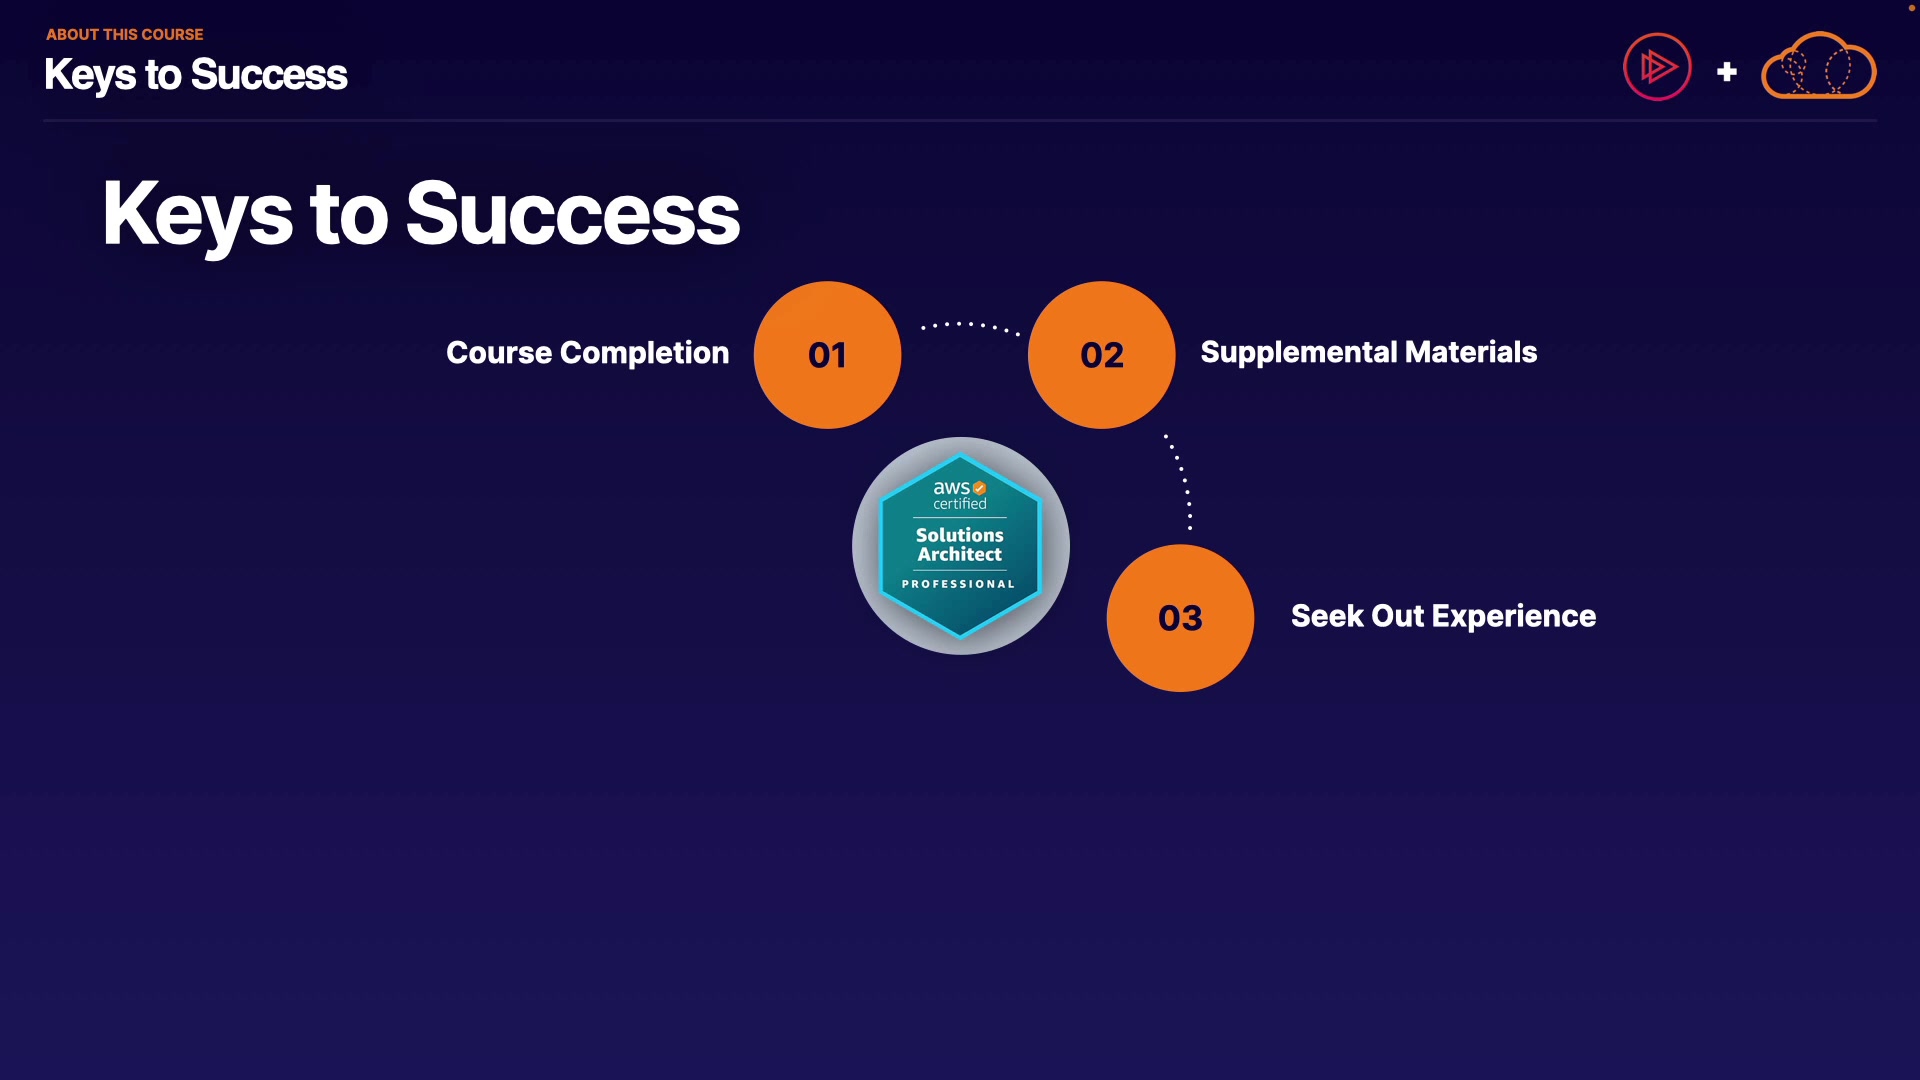 ABOUT THIS COURSE
Keys to Success
Keys to Success
Course Completion
01
02
Supplemental Materials
aws
certified
Solutions
Architect
PROFESSIONAL
03
Seek Out Experience